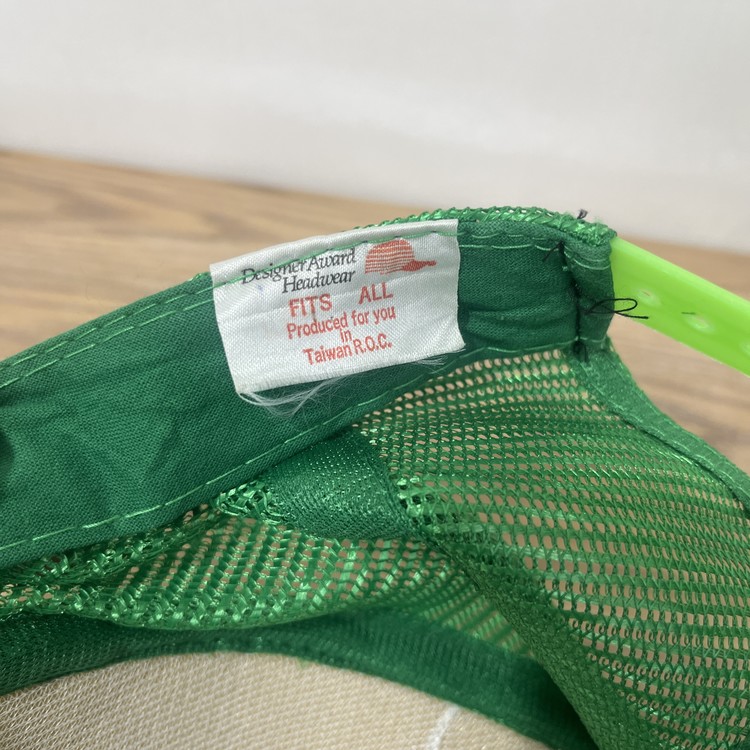 Designer Award
Headwear
FITS ALL
Produced for you
in
Taiwan R.O.C.